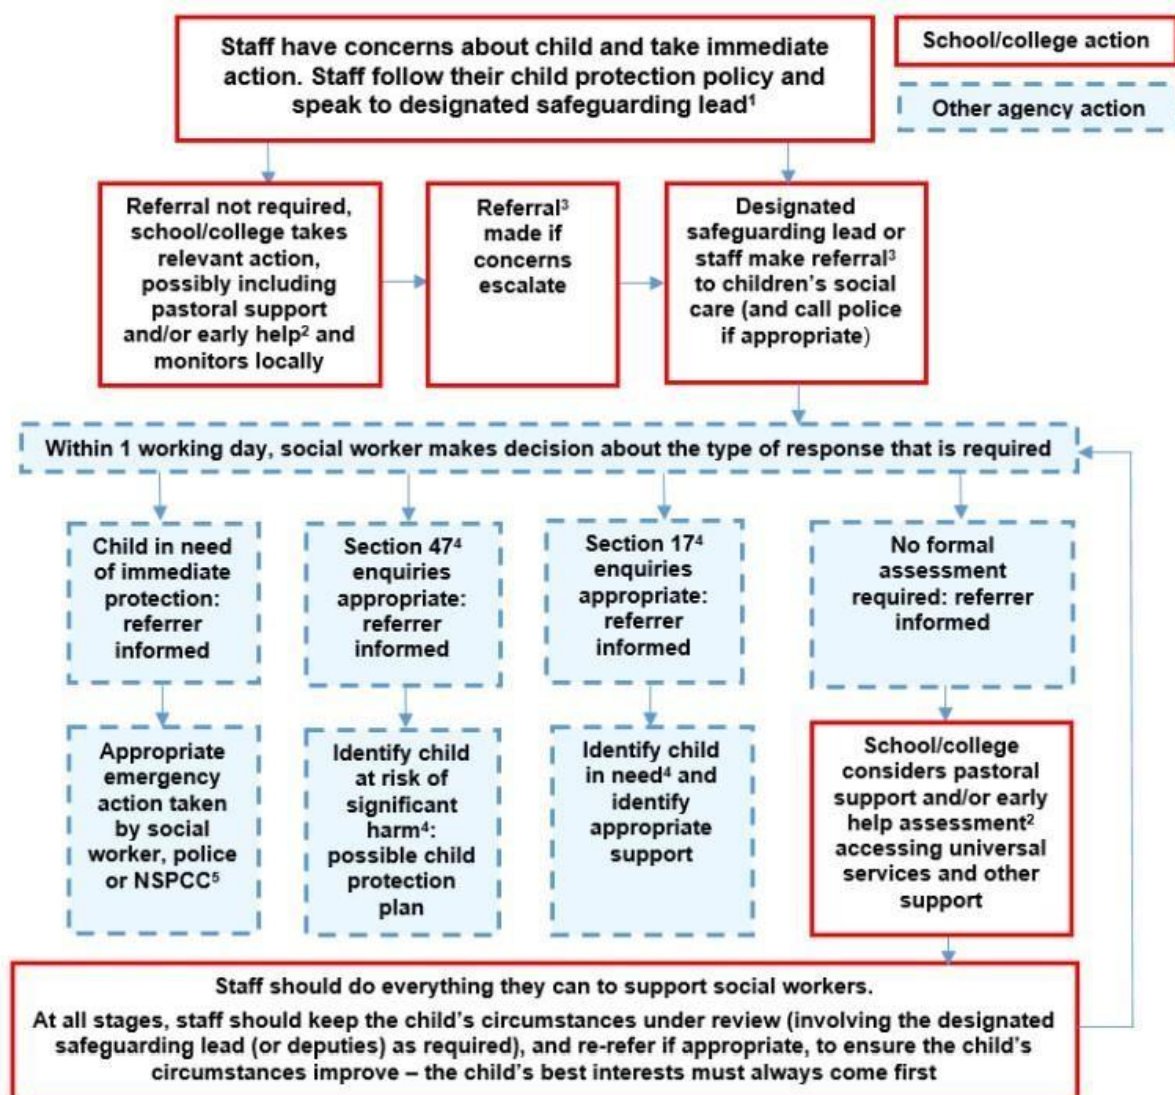 Staff have concerns about child and take immediate
action. Staff follow their child protection policy and
speak to designated safeguarding lead¹
School/college action
Other agency action
Referral not required,
school/college takes
relevant action,
possibly including
pastoral support
and/or early help² and
monitors locally
Referral³
made if
concerns
escalate
Designated
safeguarding lead or
staff make referral³
to children’s social
care (and call police
if appropriate)
Within 1 working day, social worker makes decision about the type of response that is required
Child in need
of immediate
protection:
referrer
informed
Section 47⁴
enquiries
appropriate:
referrer
informed
Section 17⁴
enquiries
appropriate:
referrer
informed
No formal
assessment
required: referrer
informed
Appropriate
emergency
action taken
by social
worker, police
or NSPCC⁵
Identify child
at risk of
significant
harm⁴:
possible child
protection
plan
Identify child
in need⁴ and
identify
appropriate
support
School/college
considers pastoral
support and/or early
help assessment²
accessing universal
services and other
support
Staff should do everything they can to support social workers.
At all stages, staff should keep the child’s circumstances under review (involving the designated
safeguarding lead (or deputies) as required), and re-refer if appropriate, to ensure the child’s
circumstances improve – the child’s best interests must always come first